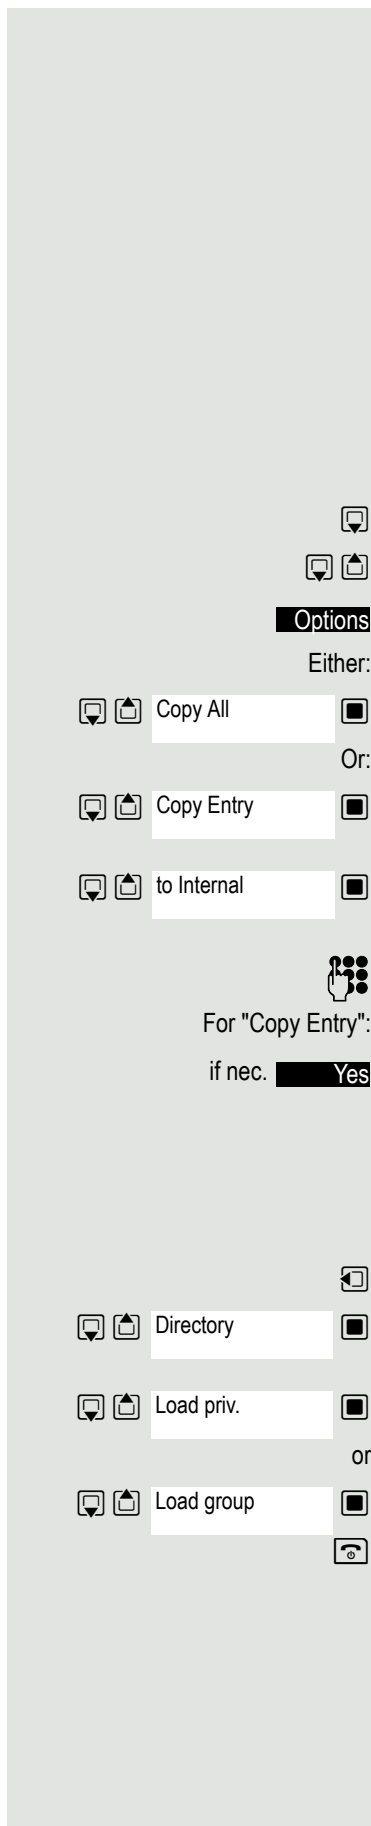 Options
Either:
Copy All
Or:
Copy Entry
to Internal
For "Copy Entry":
if nec. Yes
Directory
Load priv.
or
Load group